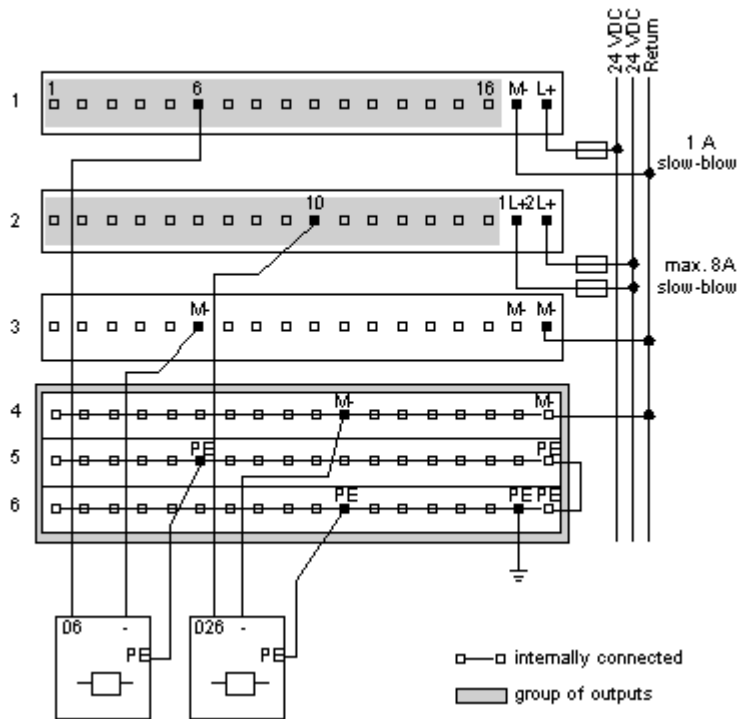 24 VDC
24 VDC
Return
1
1 6 16 M- L+
1 A
slow-blow
2
10 1L+2L+
max. 8A
slow-blow
3
M- M- M-
4
M- M-
5
PE PE
6
PE PE PE
06 -
PE
026 -
PE
internally connected
group of outputs